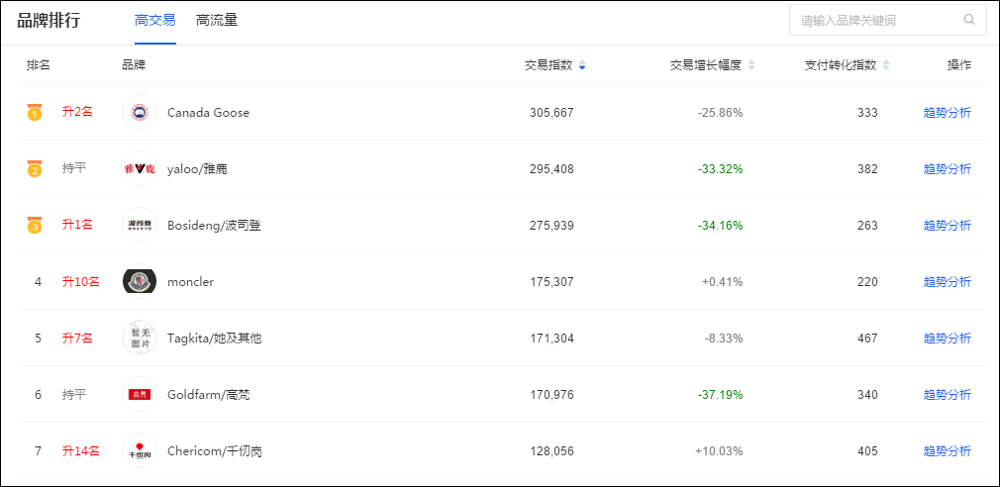 品牌排行 高交易 高流量 请输入品牌关键词
排名 品牌 交易指数 交易增长幅度 支付转化指数 操作
1 升2名 Canada Goose 305,667 -25.86% 333 趋势分析
2 持平 雅鹿 yaloo/雅鹿 295,408 -33.32% 382 趋势分析
3 升1名 波司登 Bosideng/波司登 275,939 -34.16% 263 趋势分析
4 升10名 moncler 175,307 +0.41% 220 趋势分析
5 升7名 暂无图片 Tagkita/她及其他 171,304 -8.33% 467 趋势分析
6 持平 高梵 Goldfarm/高梵 170,976 -37.19% 340 趋势分析
7 升14名 千仞岗 Chericom/千仞岗 128,056 +10.03% 405 趋势分析